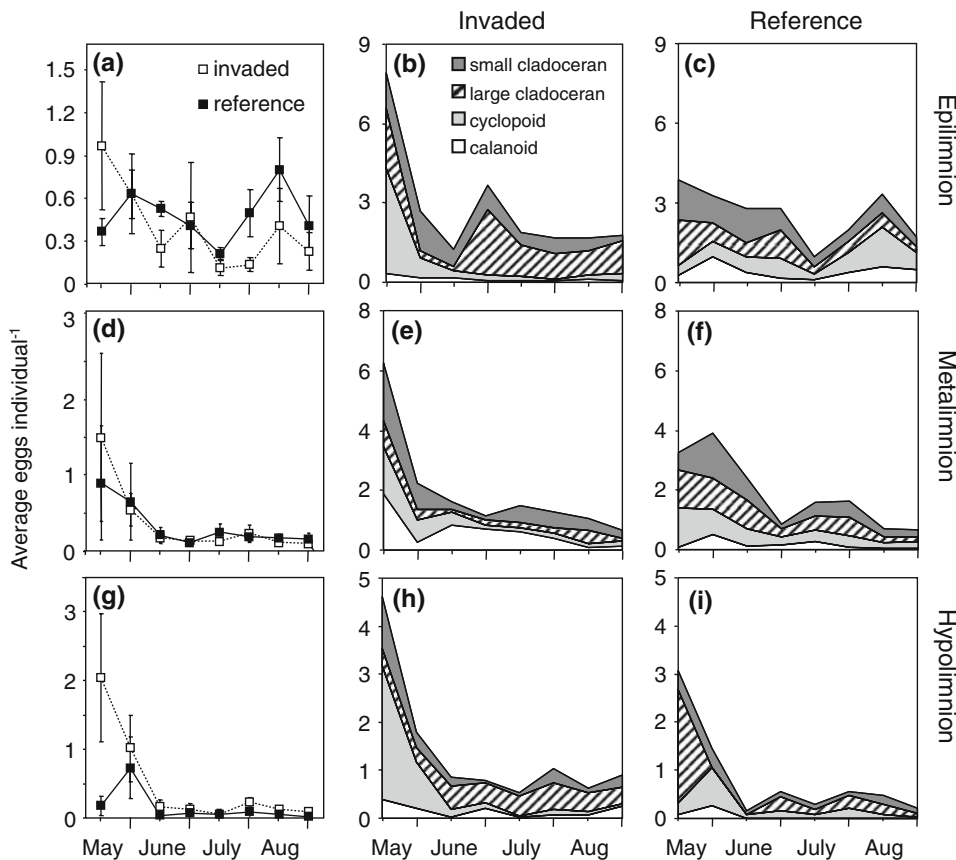 Invaded
Reference
(a)
1.5
1.2
0.9
0.6
0.3
0
invaded
reference
(b)
9
6
3
0
small cladoceran
large cladoceran
cyclopoid
calanoid
(c)
9
6
3
0
Epilimnion
Average eggs individual-1
(d)
3
2
1
0
(e)
8
6
4
2
0
(f)
8
6
4
2
0
Metalimnion
(g)
3
2
1
0
May June July Aug
(h)
5
4
3
2
1
0
May June July Aug
(i)
5
4
3
2
1
0
May June July Aug
Hypolimnion